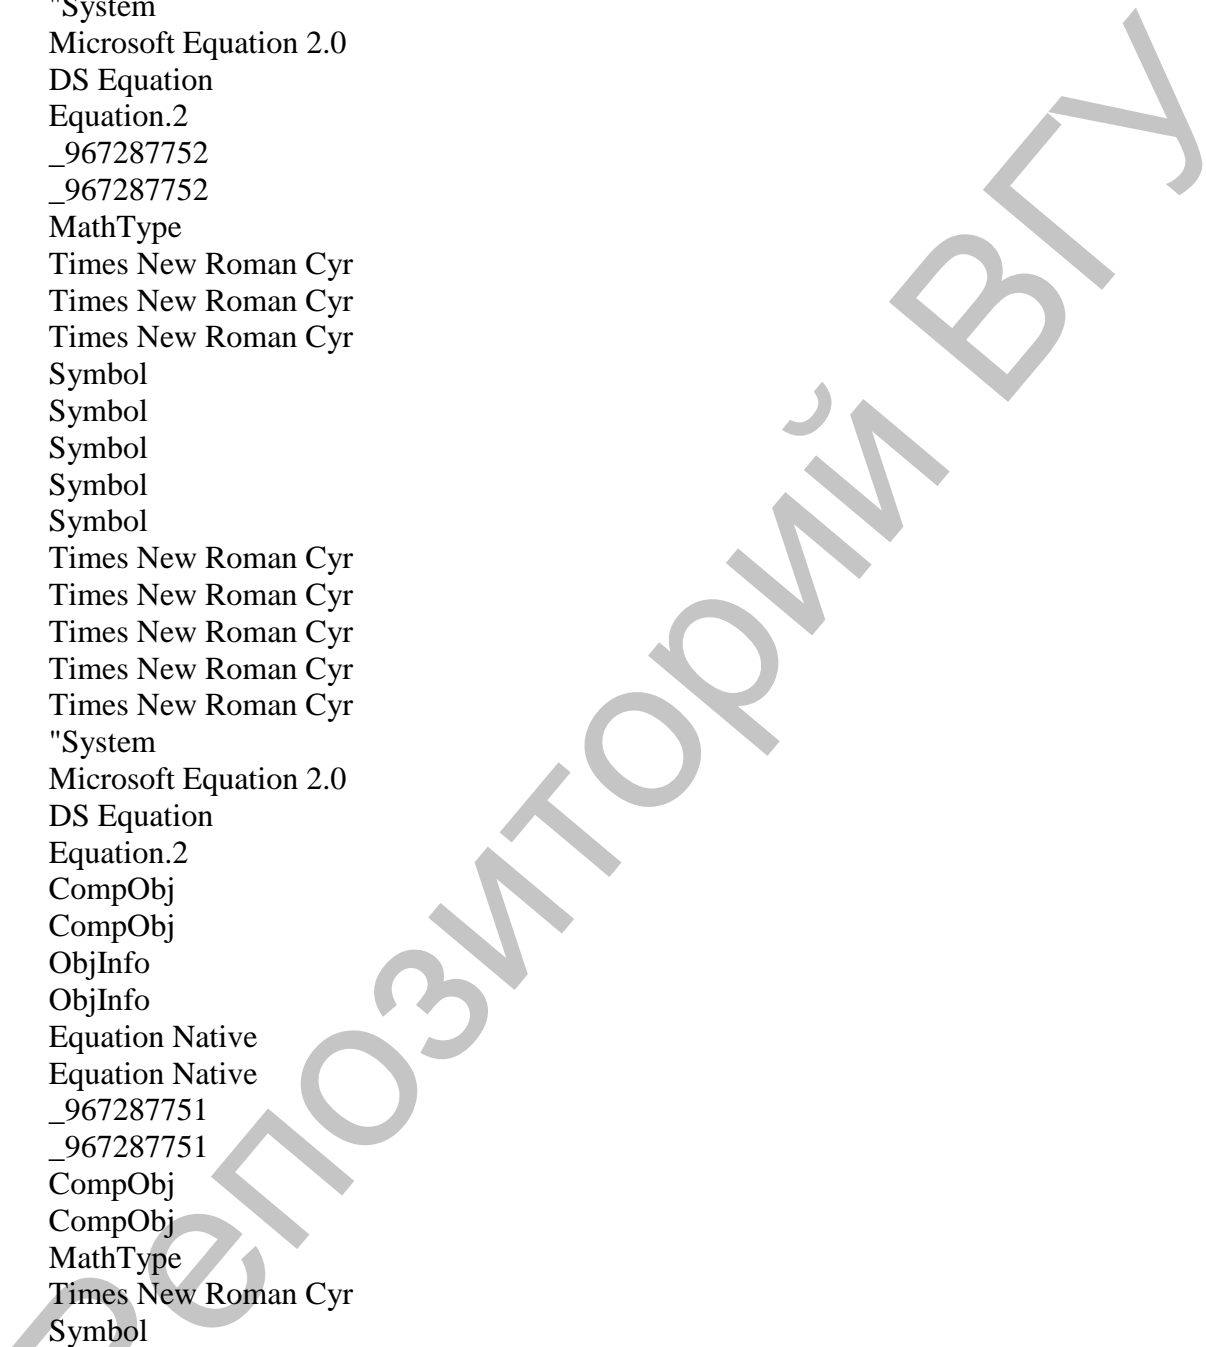 "System
Microsoft Equation 2.0
DS Equation
Equation.2
_967287752
_967287752
MathType
Times New Roman Cyr
Times New Roman Cyr
Times New Roman Cyr
Symbol
Symbol
Symbol
Symbol
Symbol
Times New Roman Cyr
Times New Roman Cyr
Times New Roman Cyr
Times New Roman Cyr
Times New Roman Cyr
"System
Microsoft Equation 2.0
DS Equation
Equation.2
CompObj
CompObj
ObjInfo
ObjInfo
Equation Native
Equation Native
_967287751
_967287751
CompObj
CompObj
MathType
Times New Roman Cyr
Symbol
Репозиторий ВГУ